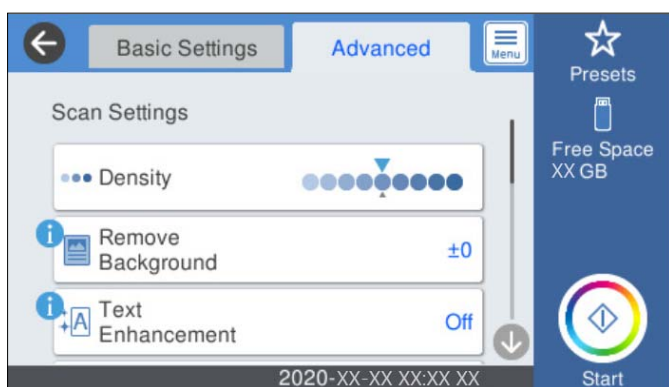 Basic Settings
Advanced
Menu
Presets
Scan Settings
Free Space
XX GB
Density
i
Remove
Background
±0
i
Text
Enhancement
A
Off
Start
2020-XX-XX XX:XX XX